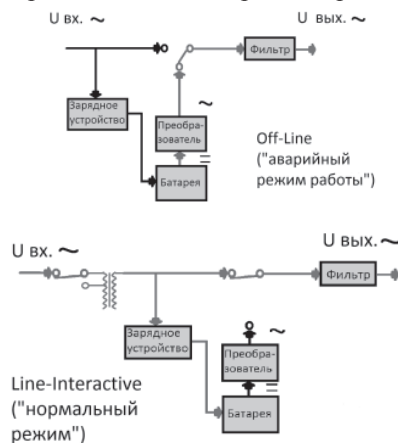 U вх. ~
U вых. ~
Фильтр
Зарядное
устройство
~
Преобра-
зователь
=
Батарея
Off-Line
("аварийный
режим работы")
U вх. ~
U вых. ~
Фильтр
Зарядное
устройство
~
Преобра-
зователь
=
Батарея
Line-Interactive
("нормальный
режим")